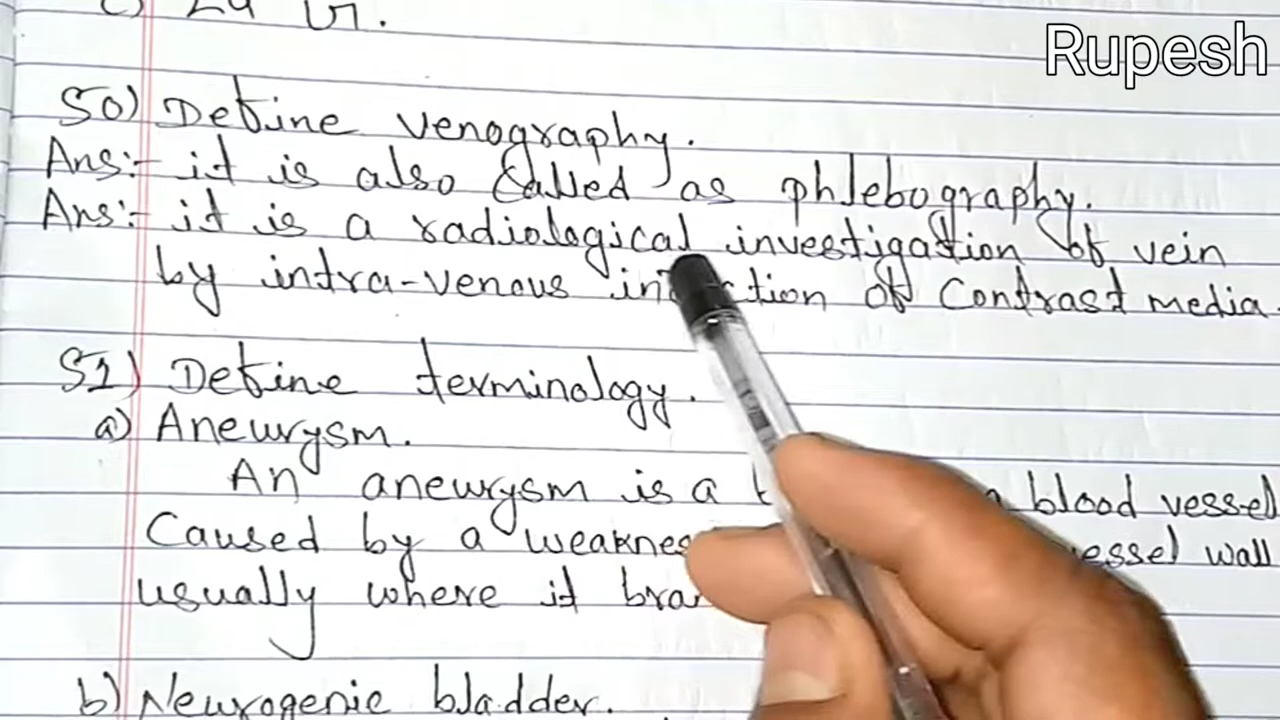 Rupesh
50) Define venography.
Ans:- it is also called as phlebography.
Ans:- it is a radiological investigation of vein
by intra-venous of Contrast media.
51) Define terminology.
a) Aneurysm.
An aneurysm is a blood vessel
Caused by a wall
usually where it
b) Neurogenic bladder.